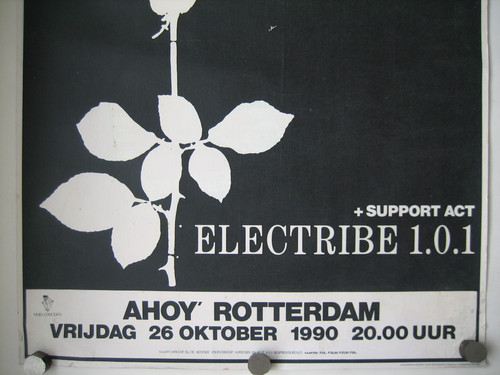 + SUPPORT ACT
ELECTRIBE 1.0.1
AHOY' ROTTERDAM
VRIJDAG 26 OKTOBER 1990 20.00 UUR